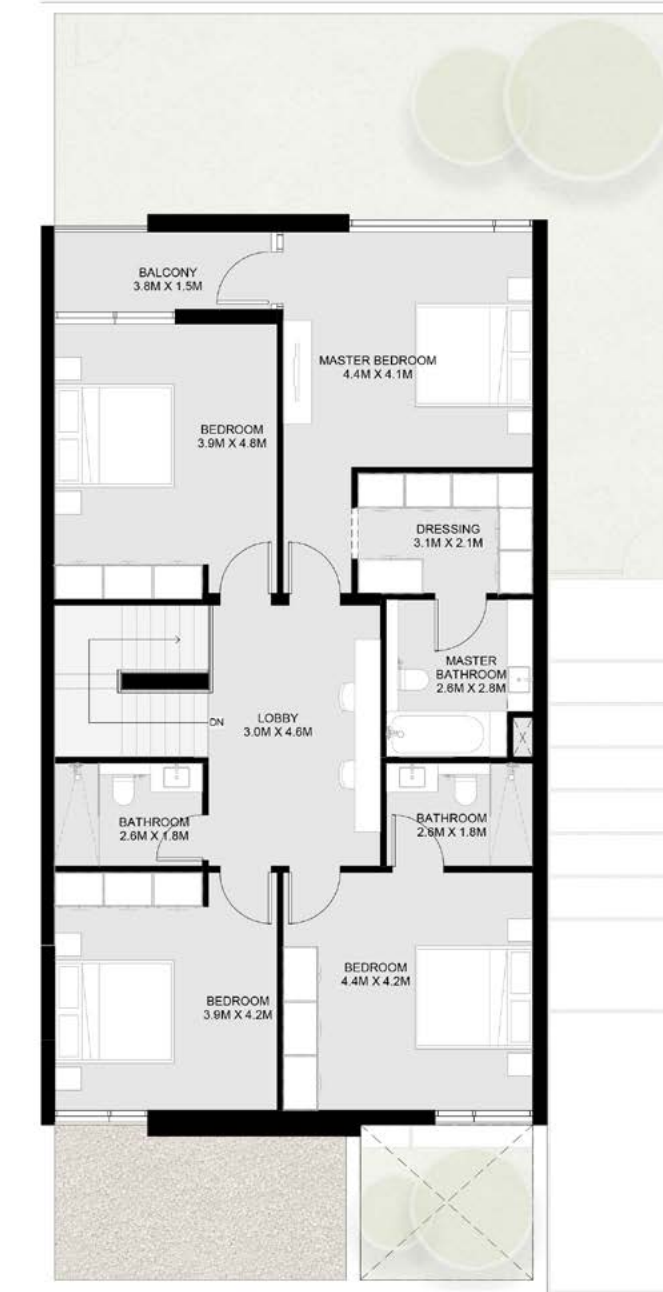 BALCONY
3.8M X 1.5M
MASTER BEDROOM
4.4M X 4.1M
BEDROOM
3.9M X 4.8M
DRESSING
3.1M X 2.1M
MASTER
BATHROOM
2.6M X 2.8M
DN
LOBBY
3.0M X 4.6M
X
BATHROOM
2.6M X 1.8M
BATHROOM
2.6M X 1.8M
BEDROOM
4.4M X 4.2M
BEDROOM
3.9M X 4.2M